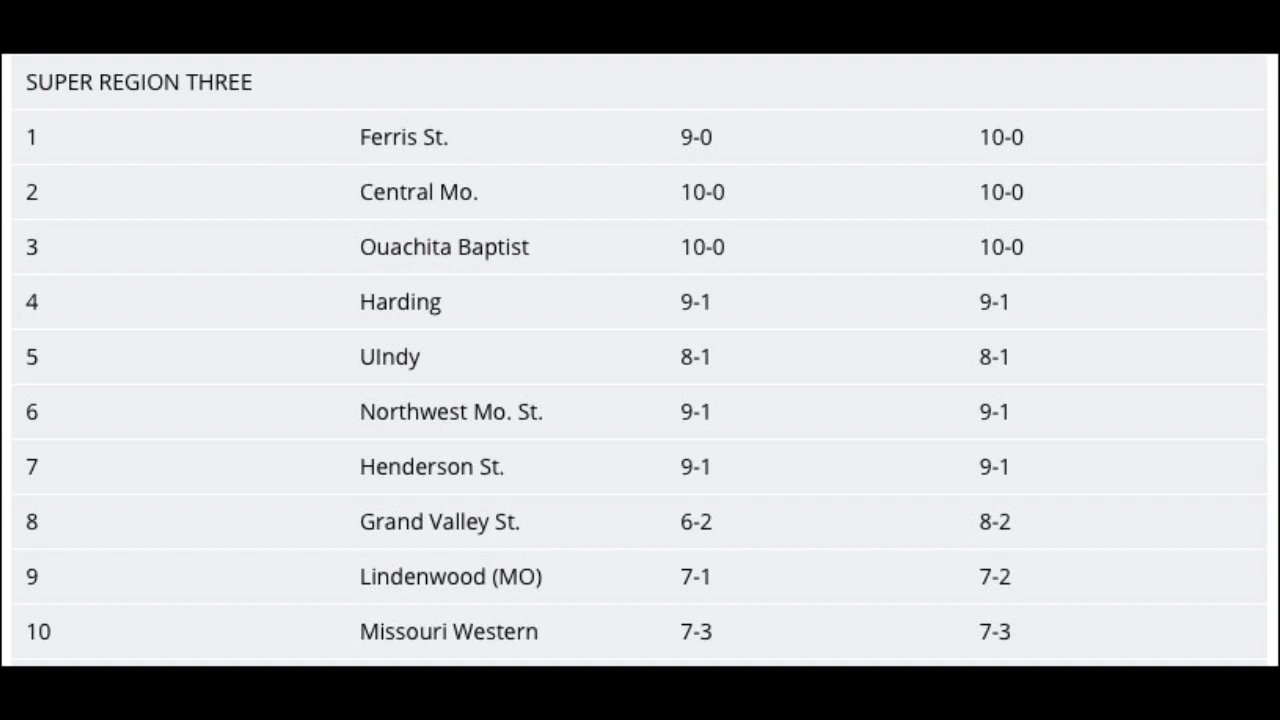 SUPER REGION THREE
1 Ferris St. 9-0 10-0
2 Central Mo. 10-0 10-0
3 Ouachita Baptist 10-0 10-0
4 Harding 9-1 9-1
5 UIndy 8-1 8-1
6 Northwest Mo. St. 9-1 9-1
7 Henderson St. 9-1 9-1
8 Grand Valley St. 6-2 8-2
9 Lindenwood (MO) 7-1 7-2
10 Missouri Western 7-3 7-3